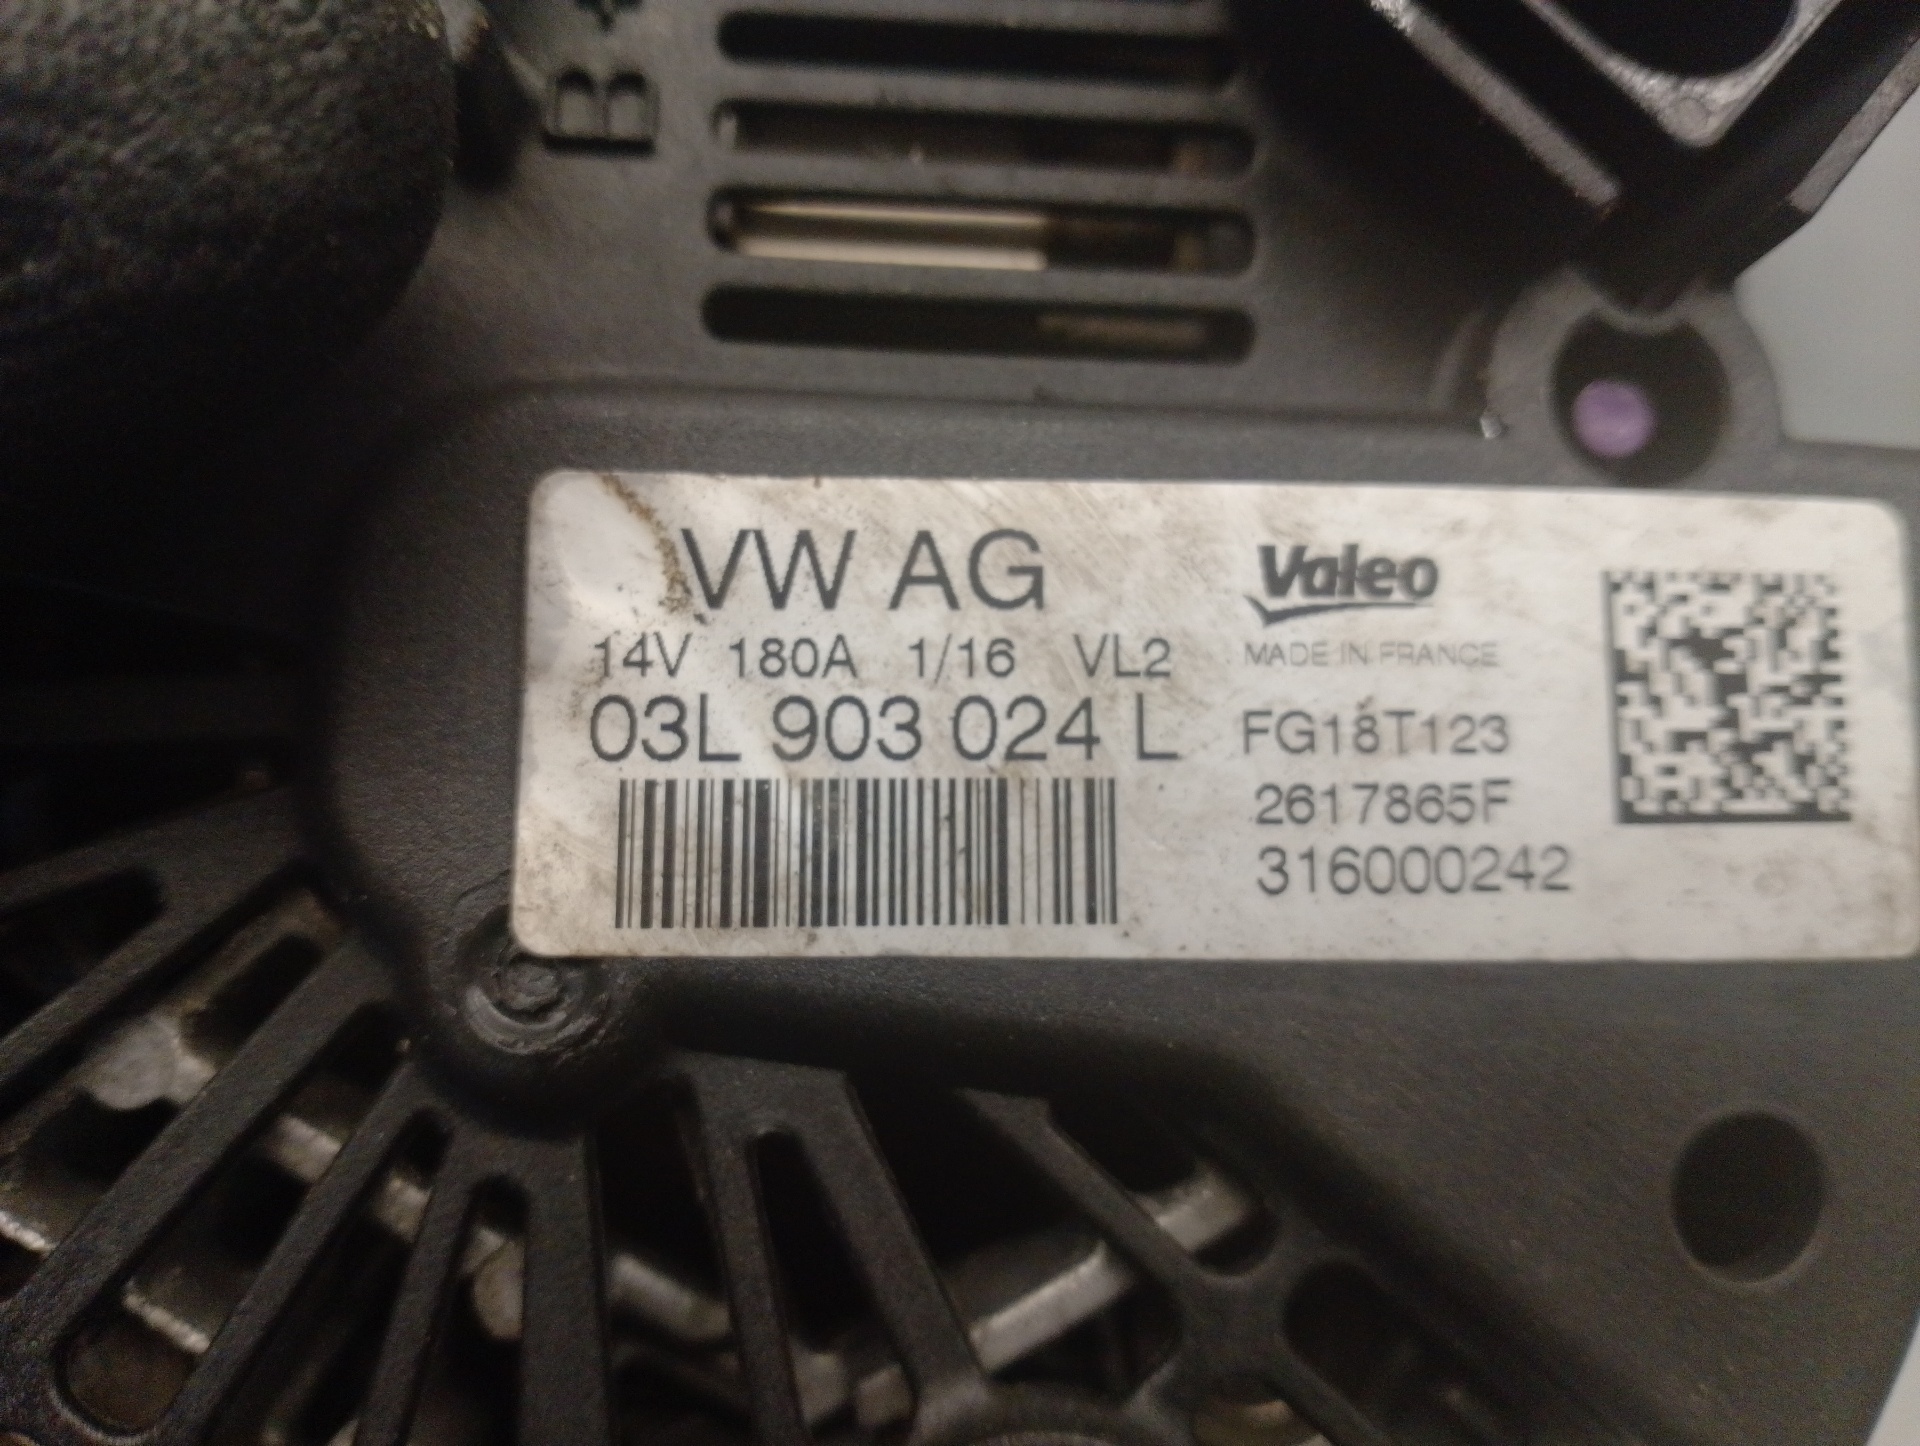 B+
VW AG
14V 180A 1/16 VL2
03L 903 024 L
Valeo
MADE IN FRANCE
FG18T123
2617865F
316000242